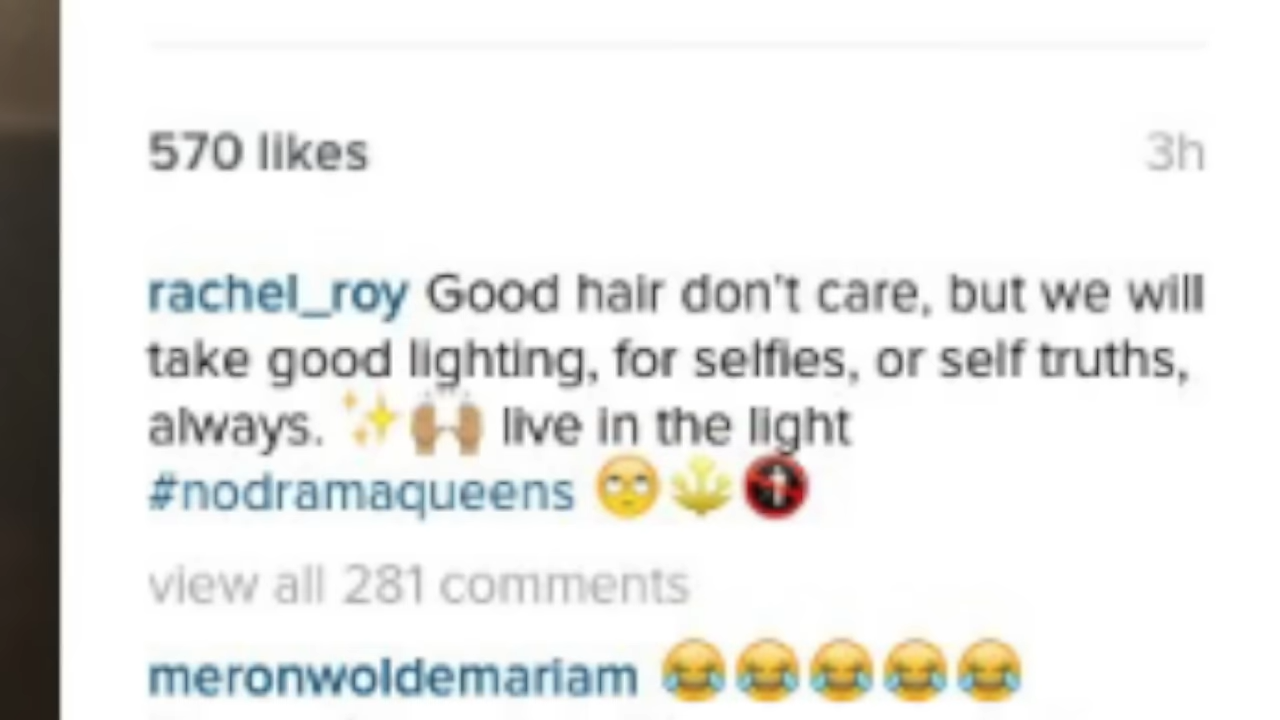 570 likes 3h
rachel_roy Good hair don't care, but we will
take good lighting, for selfies, or self truths,
always. ✨🙌🏽 live in the light
#nodramaqueens 🙄🔱🚷
view all 281 comments
meronwoldemariam 😂😂😂😂😂